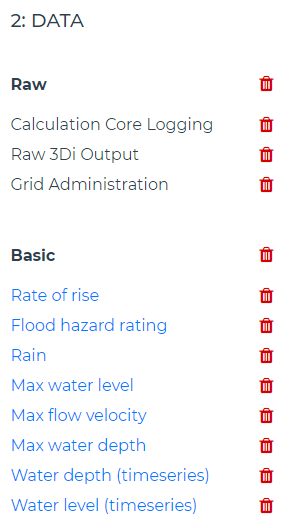 2: DATA
Raw
Calculation Core Logging
Raw 3Di Output
Grid Administration
Basic
Rate of rise
Flood hazard rating
Rain
Max water level
Max flow velocity
Max water depth
Water depth (timeseries)
Water level (timeseries)